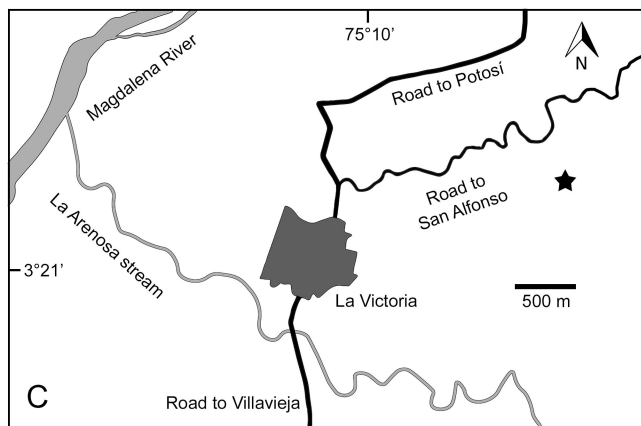 75°10’
Magdalena River
Road to Potosí
N
La Arenosa stream
Road to
San Alfonso
3°21’
La Victoria
500 m
Road to Villavieja
C